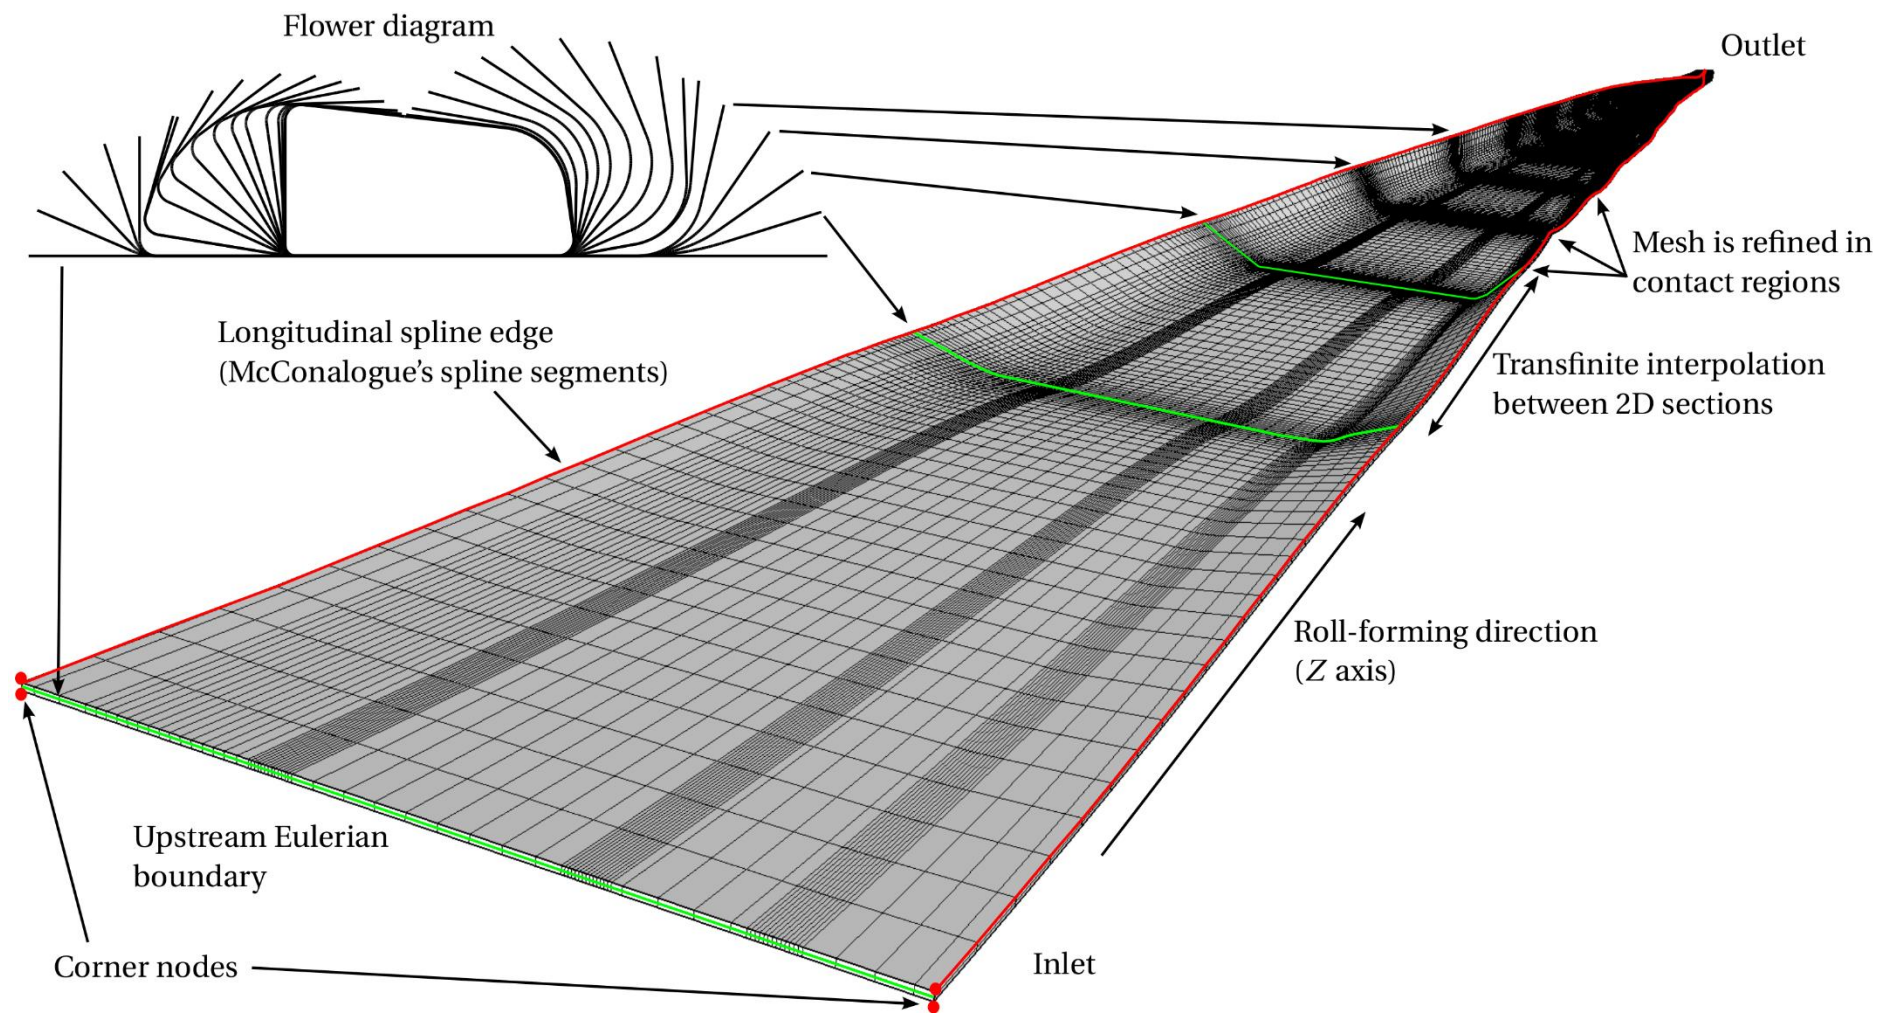 Flower diagram
Outlet
Mesh is refined in
contact regions
Longitudinal spline edge
(McConalogue’s spline segments)
Transfinite interpolation
between 2D sections
Roll-forming direction
(Z axis)
Upstream Eulerian
boundary
Corner nodes
Inlet